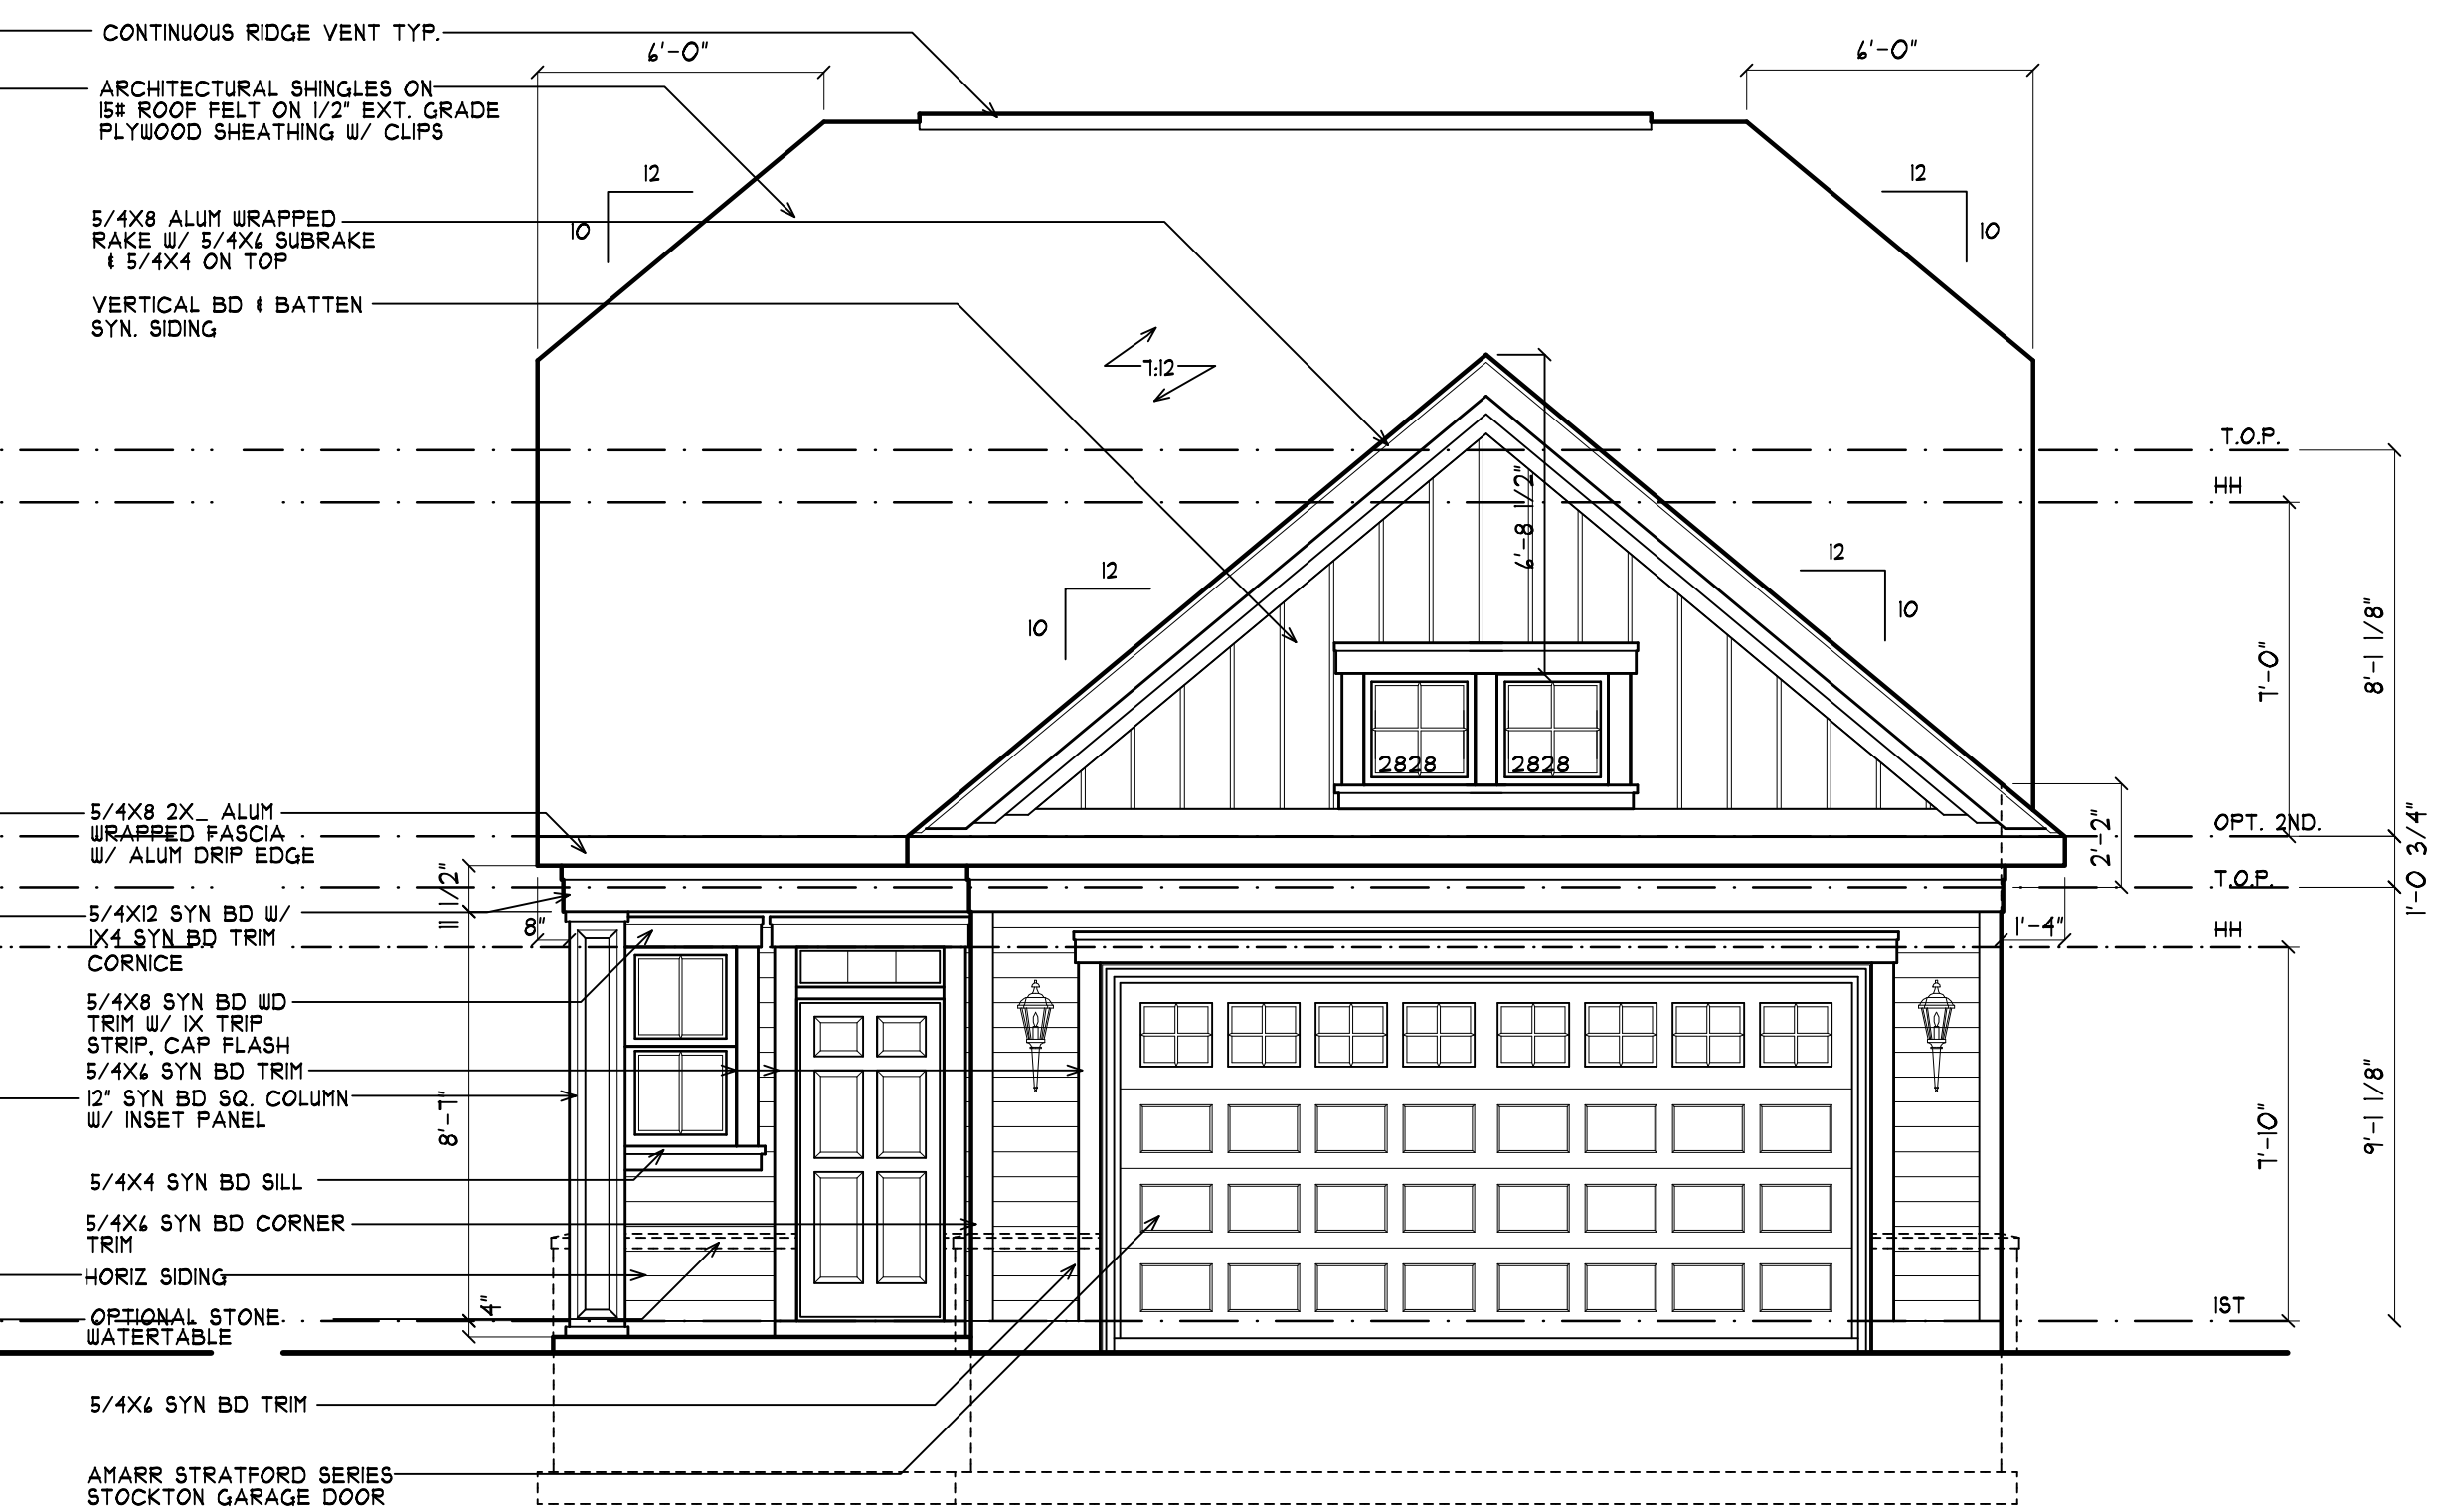 CONTINUOUS RIDGE VENT TYP.
6'-0"
6'-0"
ARCHITECTURAL SHINGLES ON
15# ROOF FELT ON 1/2" EXT. GRADE
PLYWOOD SHEATHING W/ CLIPS
12
10
12
10
5/4X8 ALUM WRAPPED
RAKE W/ 5/4X6 SUBRAKE
& 5/4X4 ON TOP
VERTICAL BD & BATTEN
SYN. SIDING
7:12
T.O.P.
HH
6'-8 1/2"
12
10
12
10
7'-0"
8'-1 1/8"
2828
2828
5/4X8 2X_ ALUM
WRAPPED FASCIA
W/ ALUM DRIP EDGE
OPT. 2ND.
2'-2"
1'-0 3/4"
T.O.P.
11 1/2"
8"
1'-4"
HH
5/4X12 SYN BD W/
1X4 SYN BD TRIM
CORNICE
5/4X8 SYN BD WD
TRIM W/ 1X TRIP
STRIP, CAP FLASH
5/4X6 SYN BD TRIM
12" SYN BD SQ. COLUMN
W/ INSET PANEL
8'-7"
7'-10"
9'-1 1/8"
5/4X4 SYN BD SILL
5/4X6 SYN BD CORNER
TRIM
HORIZ SIDING
4"
OPTIONAL STONE
WATERTABLE
1ST
5/4X6 SYN BD TRIM
AMARR STRATFORD SERIES
STOCKTON GARAGE DOOR